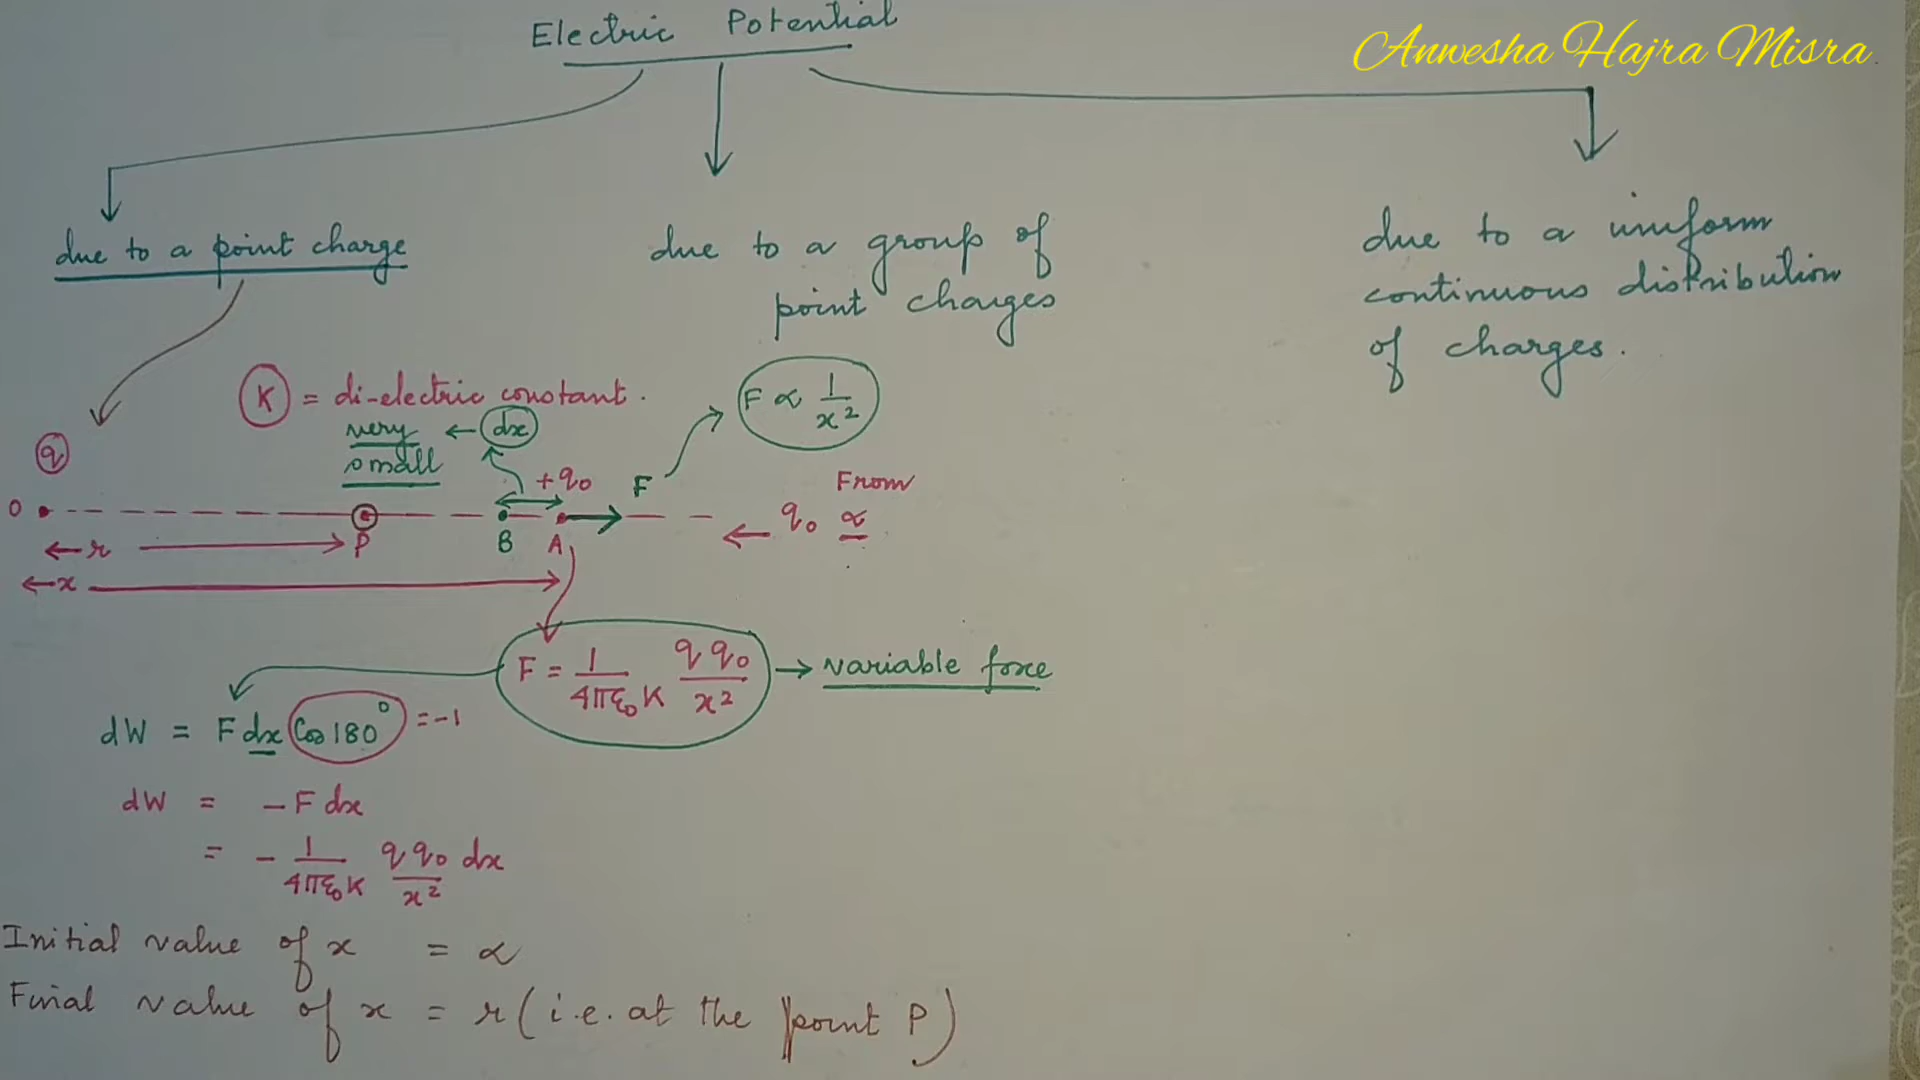 Electric Potential
Anwesha Hajra Misra
due to a point charge
due to a group of
point charges
due to a uniform
continuous distribution
of charges.
K = di-electric constant.
F ∝ 1/x²
very ← dx
small
q
+q₀
F
From
O
P
B
A
← q₀ ∝
← r →
← x →
F = 1/4πε₀K qq₀/x² → variable force
dW = F dx Cos 180° = -1
dW = - F dx
= - 1/4πε₀K qq₀/x² dx
Initial value of x = ∝
Final value of x = r (i.e. at the point P)